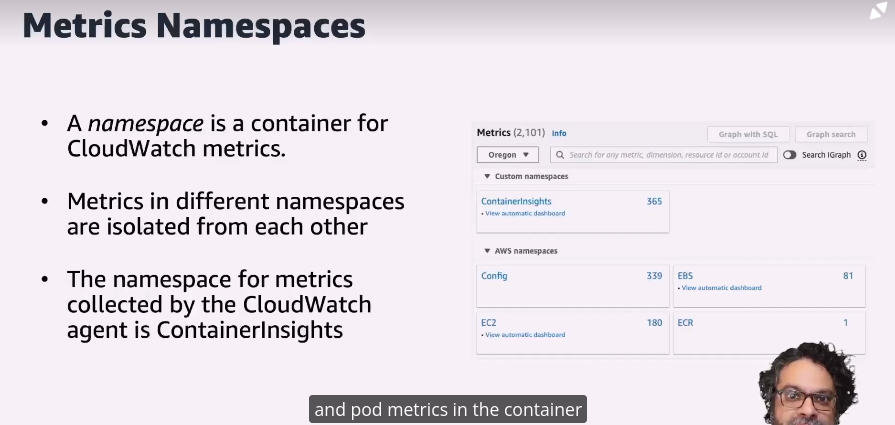 Metrics Namespaces
• A namespace is a container for
CloudWatch metrics.
• Metrics in different namespaces
are isolated from each other
• The namespace for metrics
collected by the CloudWatch
agent is ContainerInsights
Metrics (2,101) Info
Graph with SQL
Graph search
Oregon ▼
Search for any metric, dimension, resource id or account id
Search iGraph
▼ Custom namespaces
ContainerInsights 365
• View automatic dashboard
▼ AWS namespaces
Config 339
EBS 81
• View automatic dashboard
EC2 180
• View automatic dashboard
ECR 1
and pod metrics in the container